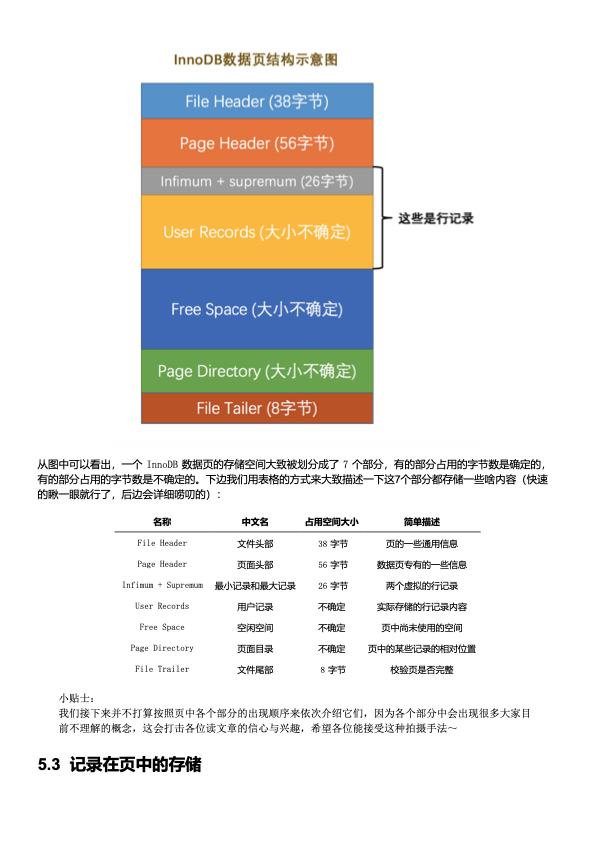 InnoDB数据页结构示意图
File Header (38字节)
Page Header (56字节)
Infimum + supremum (26字节)
这些是行记录
User Records (大小不确定)
Free Space (大小不确定)
Page Directory (大小不确定)
File Tailer (8字节)
从图中可以看出，一个 InnoDB 数据页的存储空间大致被划分成了 7 个部分，有的部分占用的字节数是确定的，
有的部分占用的字节数是不确定的。下边我们用表格的方式来大致描述一下这7个部分都存储一些啥内容（快速
的瞅一眼就行了，后边会详细唠叨的）：
名称 中文名 占用空间大小 简单描述
File Header 文件头部 38 字节 页的一些通用信息
Page Header 页面头部 56 字节 数据页专有的一些信息
Infimum + Supremum 最小记录和最大记录 26 字节 两个虚拟的行记录
User Records 用户记录 不确定 实际存储的行记录内容
Free Space 空闲空间 不确定 页中尚未使用的空间
Page Directory 页面目录 不确定 页中的某些记录的相对位置
File Trailer 文件尾部 8 字节 校验页是否完整
小贴士：
我们接下来并不打算按照页中各个部分的出现顺序来依次介绍它们，因为各个部分中会出现很多大家目
前不理解的概念，这会打击各位读文章的信心与兴趣，希望各位能接受这种拍摄手法～
5.3 记录在页中的存储